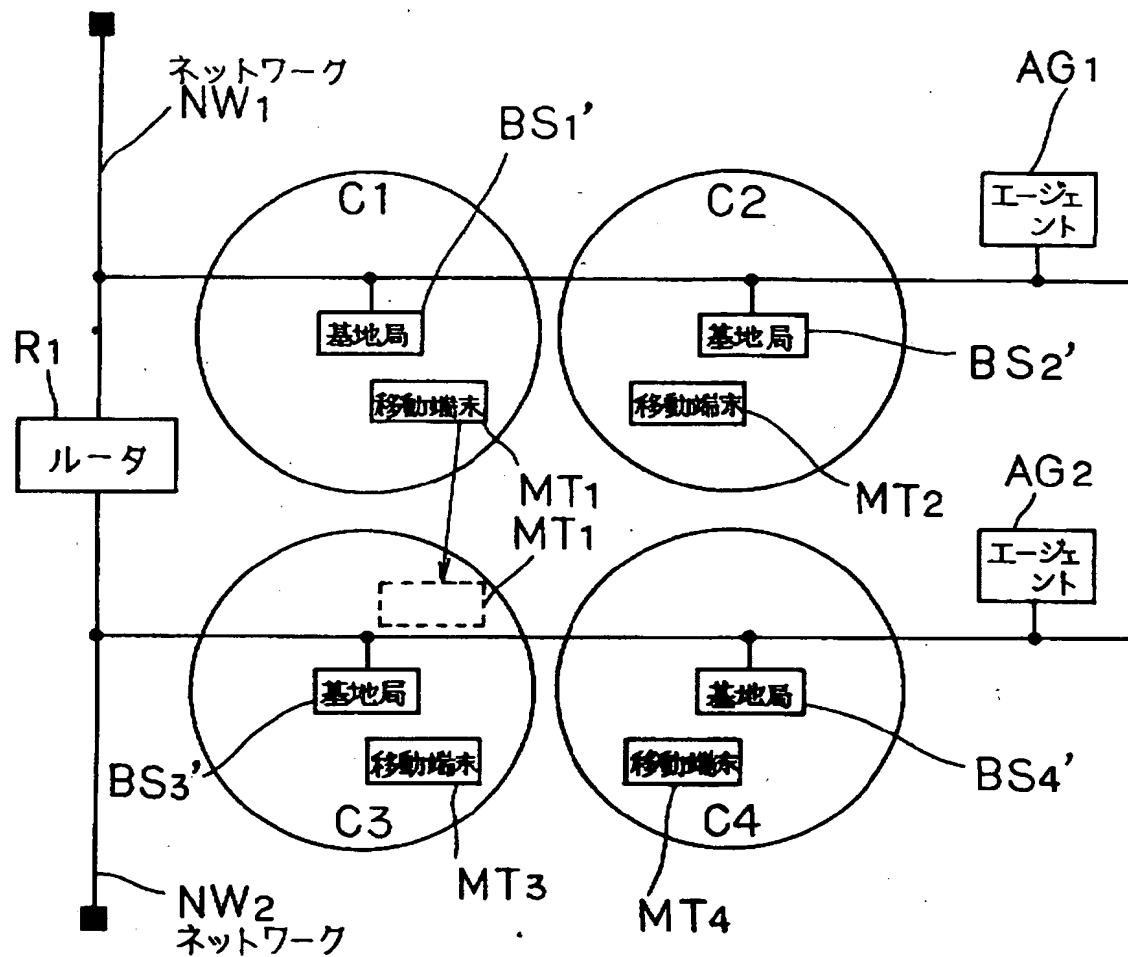 ネットワーク
NW1
BS1'
AG1
エージェ
ント
C1
C2
基地局
基地局
BS2'
R1
ルータ
移動端末
移動端末
MT1
MT2
MT1
AG2
エージェ
ント
基地局
基地局
BS3'
移動端末
移動端末
BS4'
C3
C4
MT3
MT4
NW2
ネットワーク